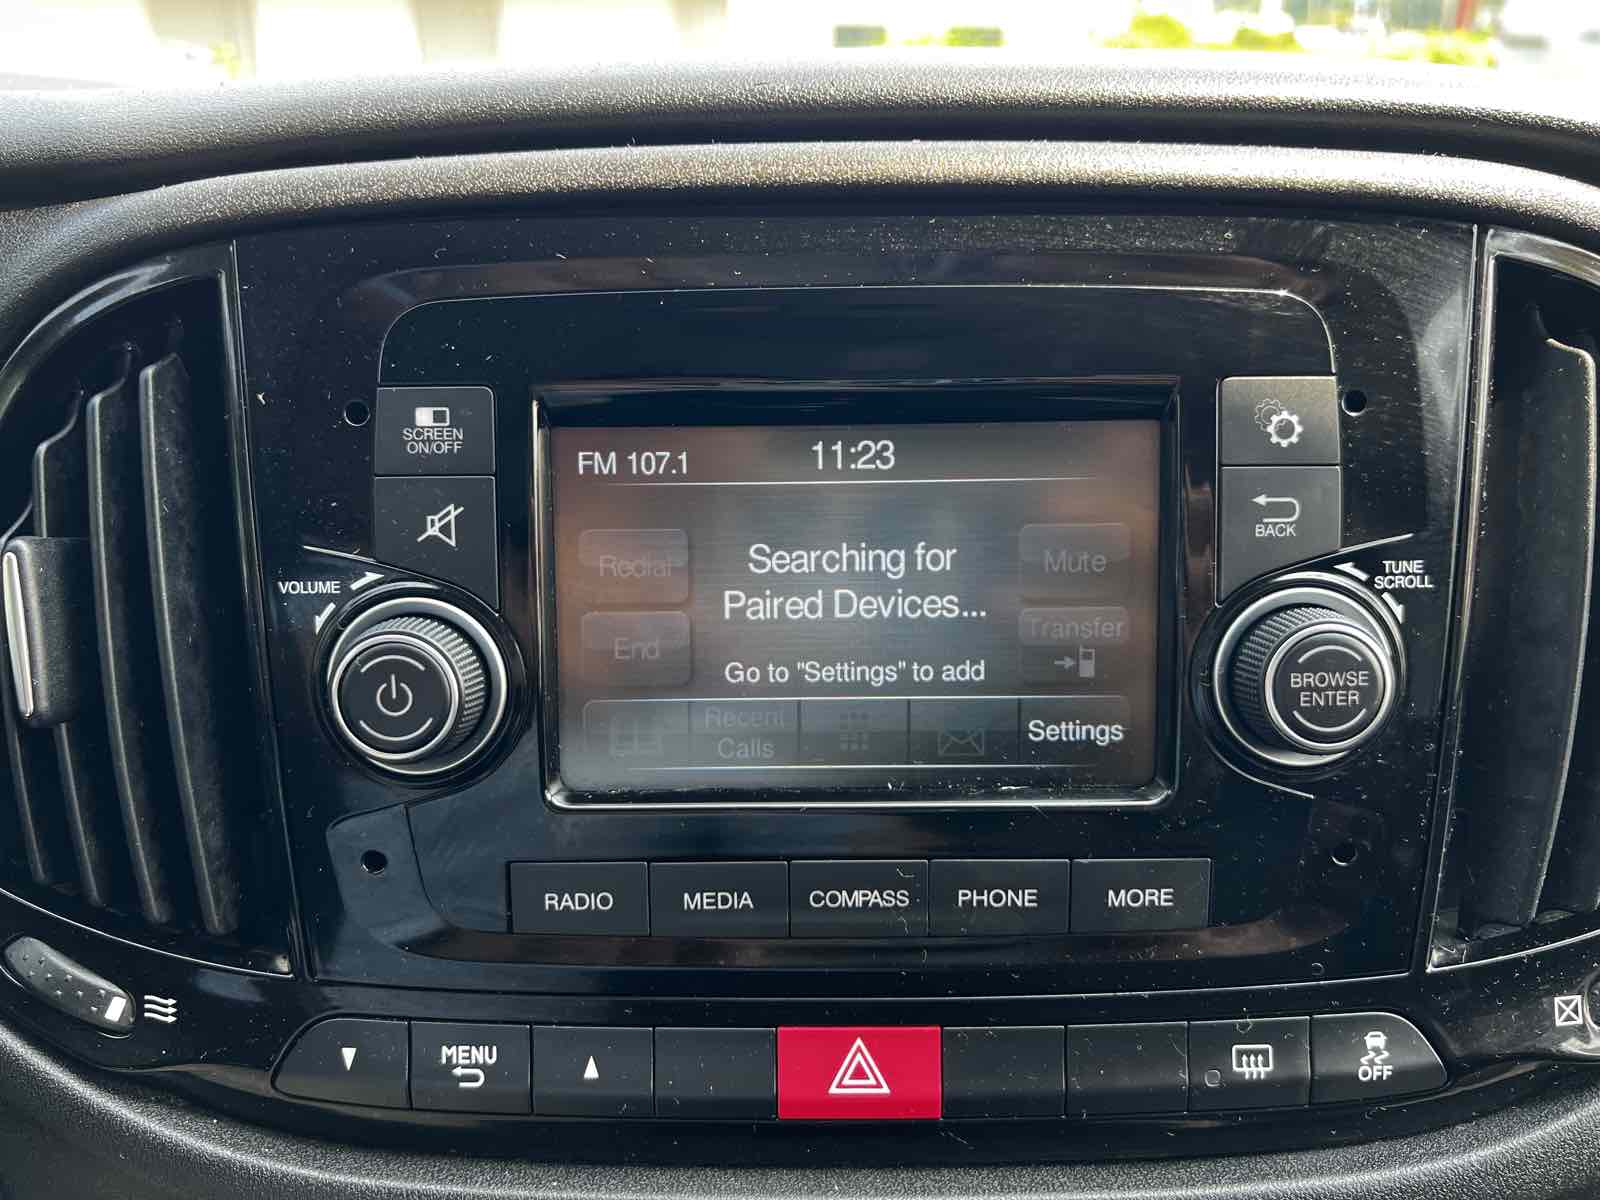 SCREEN
ON/OFF
VOLUME
FM 107.1
11:23
Redial
Searching for
Paired Devices...
Mute
End
Transfer
Go to "Settings" to add
Recent
Calls
Settings
BACK
TUNE
SCROLL
BROWSE
ENTER
RADIO
MEDIA
COMPASS
PHONE
MORE
MENU
OFF